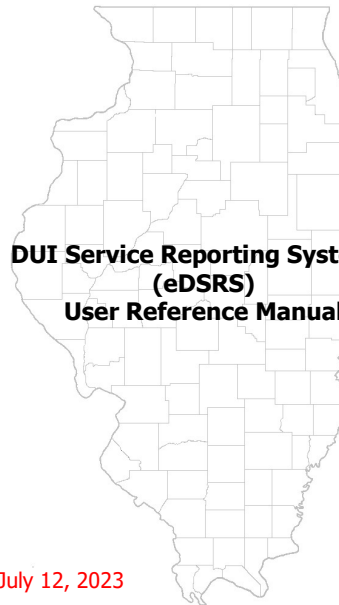 DUI Service Reporting Syst
(eDSRS)
User Reference Manual
July 12, 2023